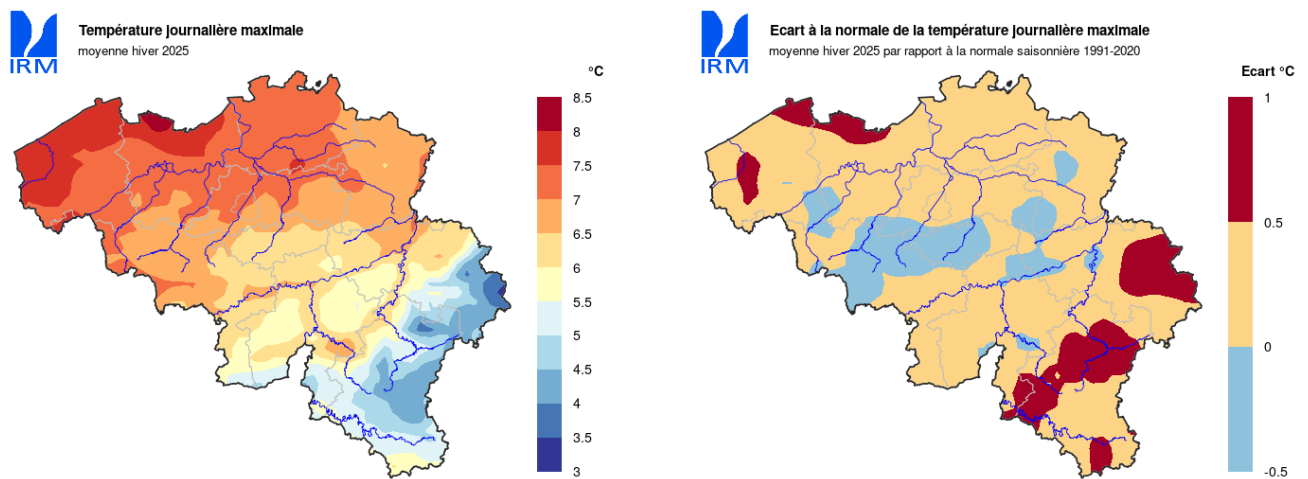 Température journalière maximale
moyenne hiver 2025
IRM
°C
8.5
8
7.5
7
6.5
6
5.5
5
4.5
4
3.5
3
Ecart à la normale de la température journalière maximale
moyenne hiver 2025 par rapport à la normale saisonnière 1991-2020
IRM
Ecart °C
1
0.5
0
-0.5